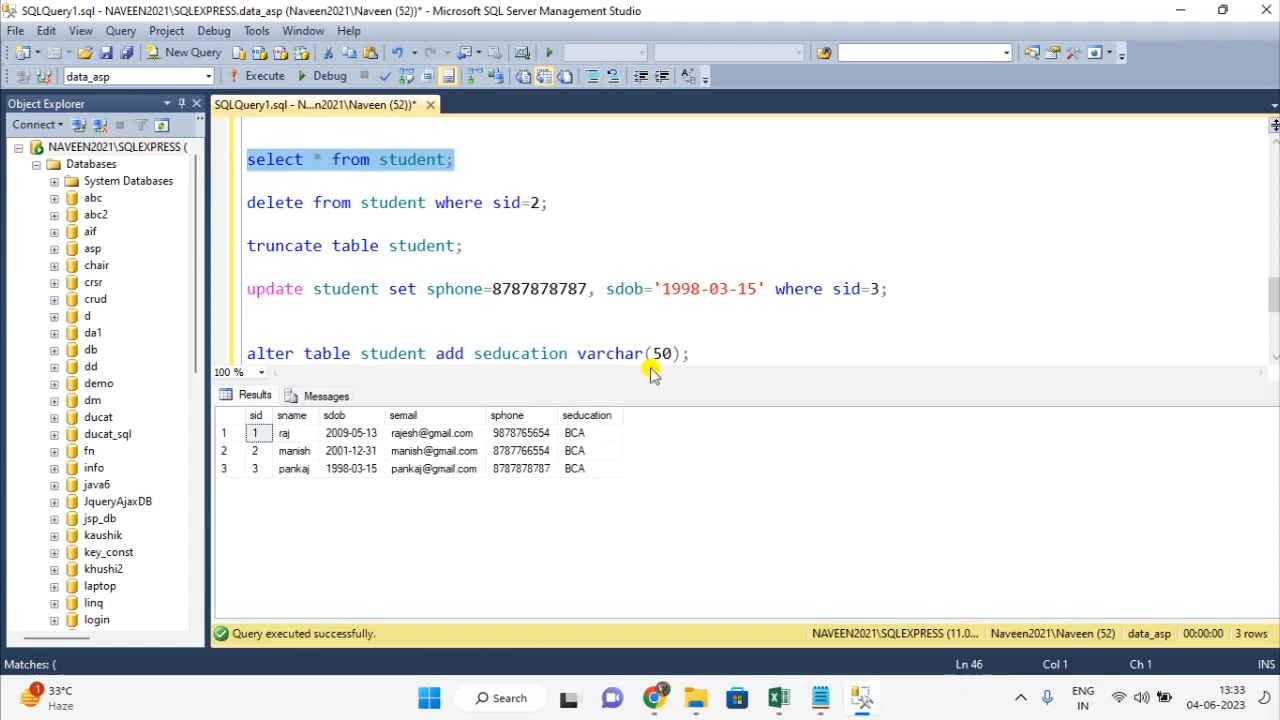 SQLQuery1.sql - NAVEEN2021\SQLEXPRESS.data_asp (Naveen2021\Naveen (52))* - Microsoft SQL Server Management Studio
File Edit View Query Project Debug Tools Window Help
New Query
data_asp Execute Debug
Object Explorer
SQLQuery1.sql - N...n2021\Naveen (52))*
Connect
NAVEEN2021\SQLEXPRESS (
Databases
System Databases
abc
abc2
aif
asp
chair
crsr
crud
d
da1
db
dd
demo
dm
ducat
ducat_sql
fn
info
java6
JqueryAjaxDB
jsp_db
kaushik
key_const
khushi2
laptop
linq
login
select * from student;
delete from student where sid=2;
truncate table student;
update student set sphone=8787878787, sdob='1998-03-15' where sid=3;
alter table student add seducation varchar(50);
100 %
Results Messages
sid sname sdob semail sphone seducation
1 1 raj 2009-05-13 rajesh@gmail.com 9878765654 BCA
2 2 manish 2001-12-31 manish@gmail.com 8787766554 BCA
3 3 pankaj 1998-03-15 pankaj@gmail.com 8787878787 BCA
Query executed successfully. NAVEEN2021\SQLEXPRESS (11.0... Naveen2021\Naveen (52) data_asp 00:00:00 3 rows
Matches: ( Ln 46 Col 1 Ch 1 INS
1 33°C
Haze
Search
ENG
IN
13:33
04-06-2023